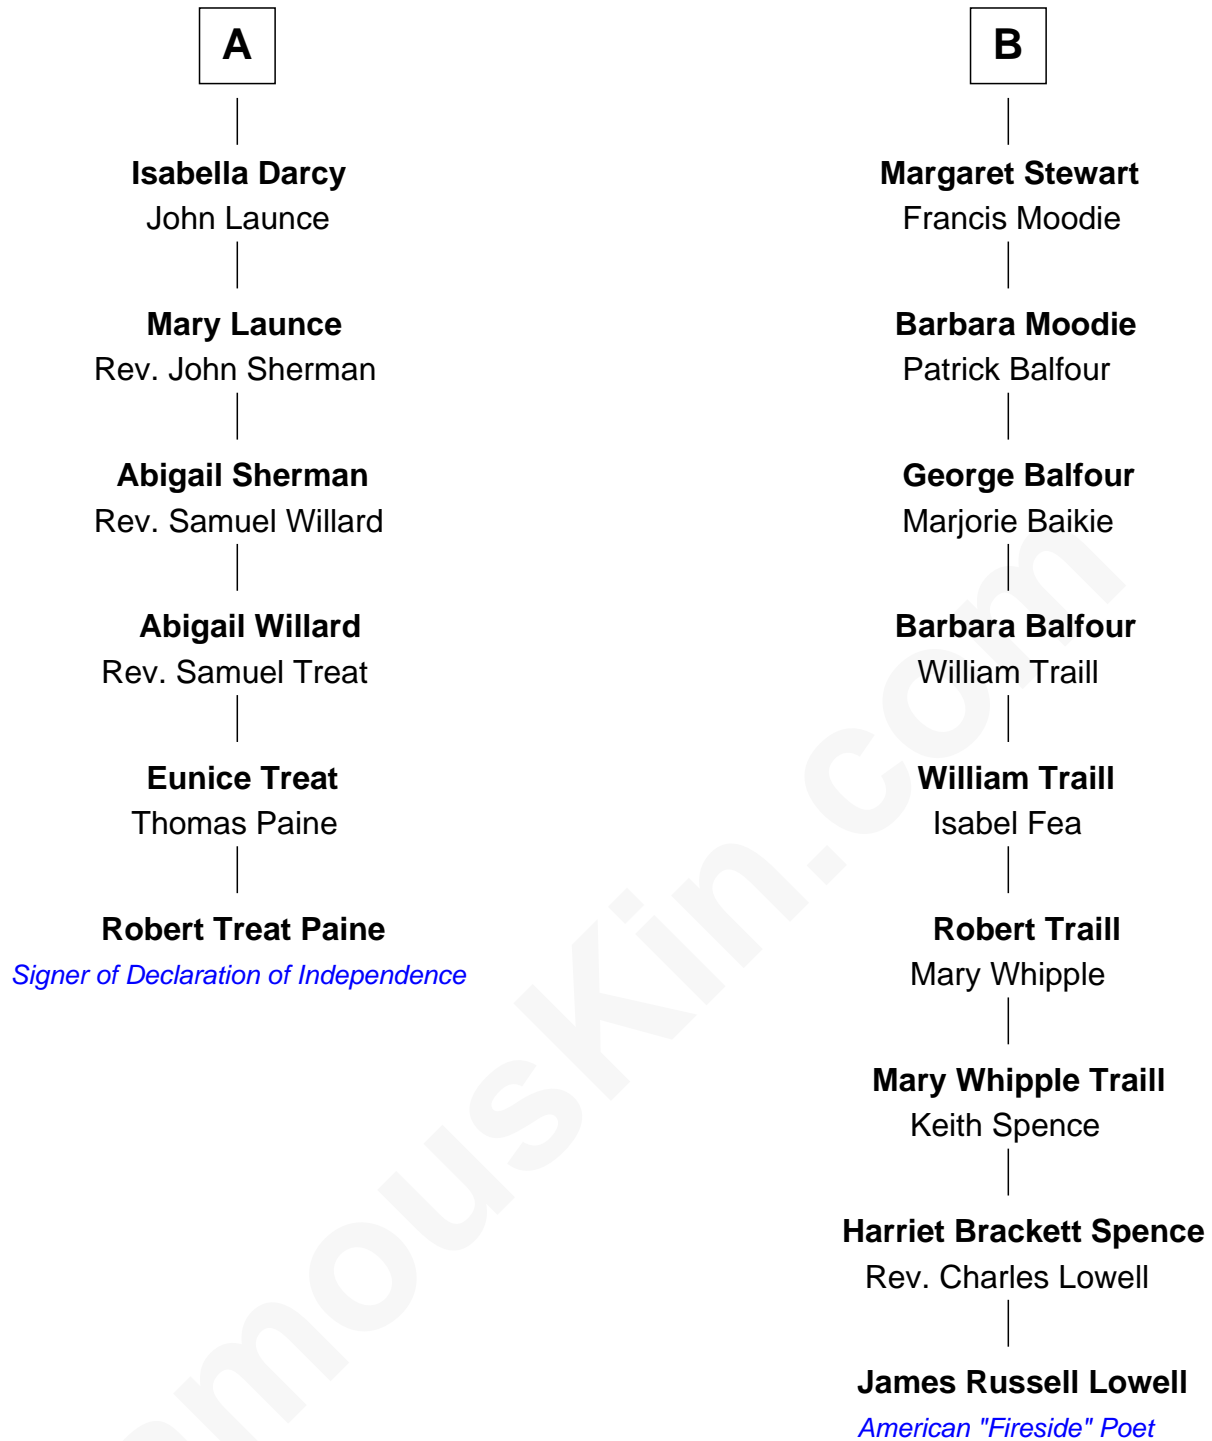 A
Isabella Darcy
John Launce
Mary Launce
Rev. John Sherman
Abigail Sherman
Rev. Samuel Willard
Abigail Willard
Rev. Samuel Treat
Eunice Treat
Thomas Paine
Robert Treat Paine
Signer of Declaration of Independence
B
Margaret Stewart
Francis Moodie
Barbara Moodie
Patrick Balfour
George Balfour
Marjorie Baikie
Barbara Balfour
William Traill
William Traill
Isabel Fea
Robert Traill
Mary Whipple
Mary Whipple Traill
Keith Spence
Harriet Brackett Spence
Rev. Charles Lowell
James Russell Lowell
American "Fireside" Poet
amouskin.com